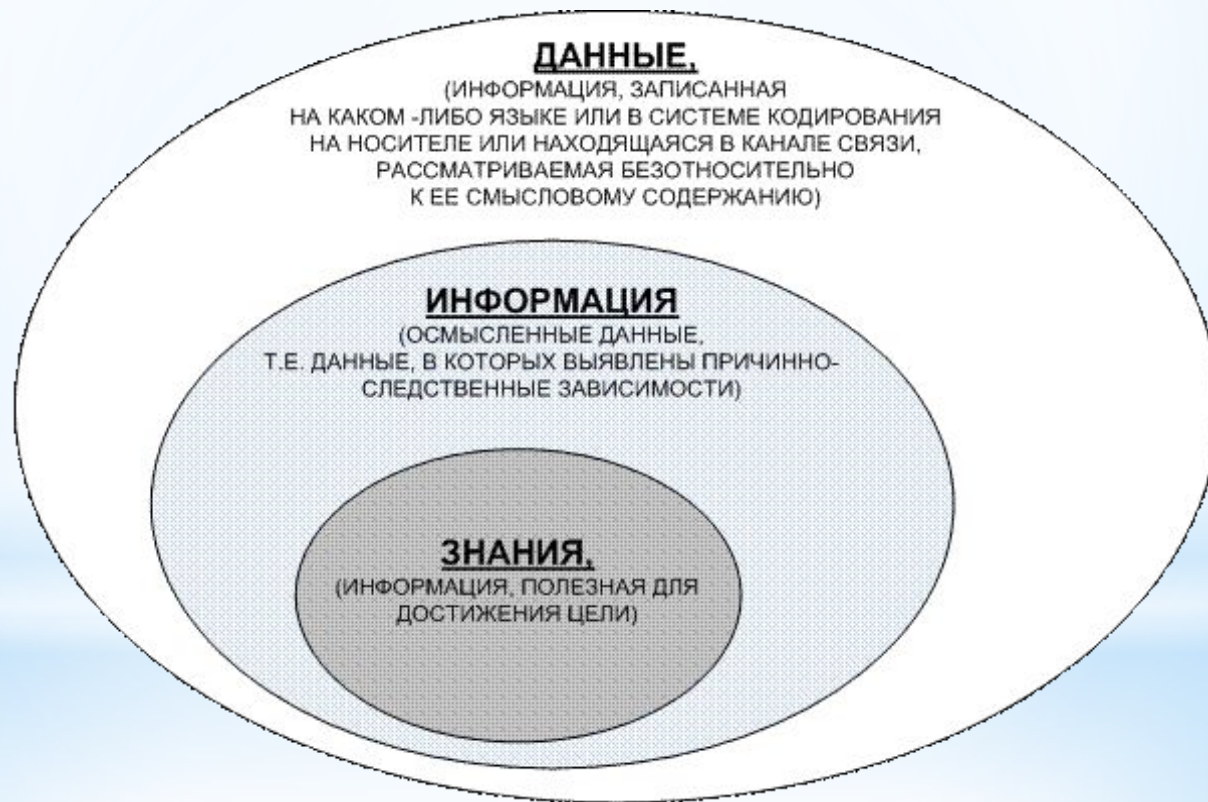 ДАННЫЕ,
(ИНФОРМАЦИЯ, ЗАПИСАННАЯ
НА КАКОМ -ЛИБО ЯЗЫКЕ ИЛИ В СИСТЕМЕ КОДИРОВАНИЯ
НА НОСИТЕЛЕ ИЛИ НАХОДЯЩАЯСЯ В КАНАЛЕ СВЯЗИ,
РАССМАТРИВАЕМАЯ БЕЗОТНОСИТЕЛЬНО
К ЕЕ СМЫСЛОВОМУ СОДЕРЖАНИЮ)
ИНФОРМАЦИЯ
(ОСМЫСЛЕННЫЕ ДАННЫЕ,
Т.Е. ДАННЫЕ, В КОТОРЫХ ВЫЯВЛЕНЫ ПРИЧИННО-
СЛЕДСТВЕННЫЕ ЗАВИСИМОСТИ)
ЗНАНИЯ,
(ИНФОРМАЦИЯ, ПОЛЕЗНАЯ ДЛЯ
ДОСТИЖЕНИЯ ЦЕЛИ)